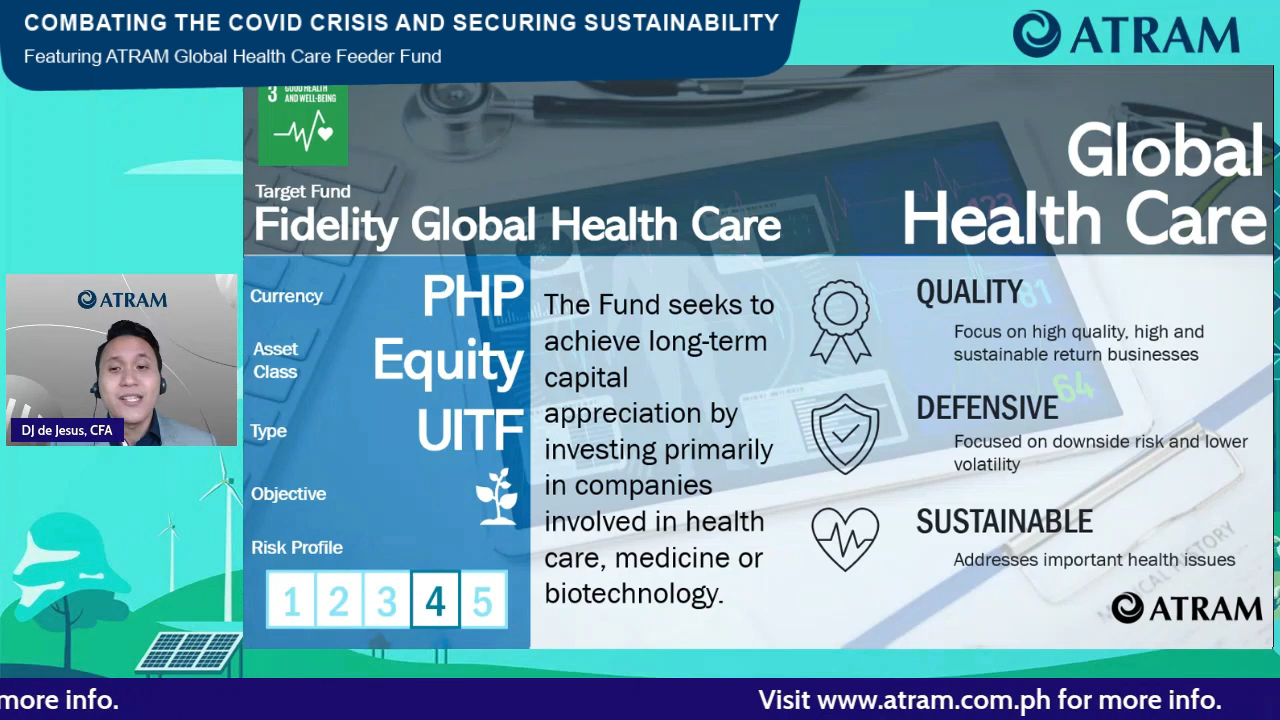 COMBATING THE COVID CRISIS AND SECURING SUSTAINABILITY
Featuring ATRAM Global Health Care Feeder Fund
ATRAM
3 GOOD HEALTH
AND WELL-BEING
Target Fund
Fidelity Global Health Care
Global
Health Care
ATRAM
DJ de Jesus, CFA
Currency
PHP
Asset
Class
Equity
Type
UITF
Objective
Risk Profile
1 2 3 4 5
The Fund seeks to
achieve long-term
capital
appreciation by
investing primarily
in companies
involved in health
care, medicine or
biotechnology.
QUALITY
Focus on high quality, high and
sustainable return businesses
64
DEFENSIVE
Focused on downside risk and lower
volatility
SUSTAINABLE
Addresses important health issues
ATRAM
more info.
Visit www.atram.com.ph for more info.